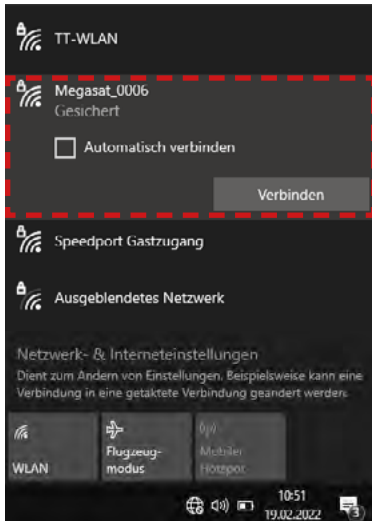 TT-WLAN
Megasat_0006
Gesichert
Automatisch verbinden
Verbinden
Speedport Gastzugang
Ausgeblendetes Netzwerk
Netzwerk- & Interneteinstellungen
Dient zum Ändern von Einstellungen. Beispielsweise kann eine
Verbindung in eine getaktete Verbindung geändert werden.
WLAN
Flugzeug-
modus
Mobiler
Hotspot
10:51
19.02.2022
3